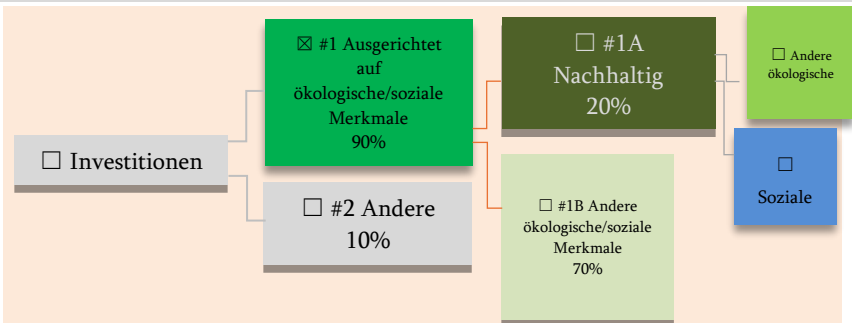 ☐ Investitionen
☒ #1 Ausgerichtet
auf
ökologische/soziale
Merkmale
90%
☐ #2 Andere
10%
☐ #1A
Nachhaltig
20%
☐ #1B Andere
ökologische/soziale
Merkmale
70%
☐ Andere
ökologische
☐
Soziale